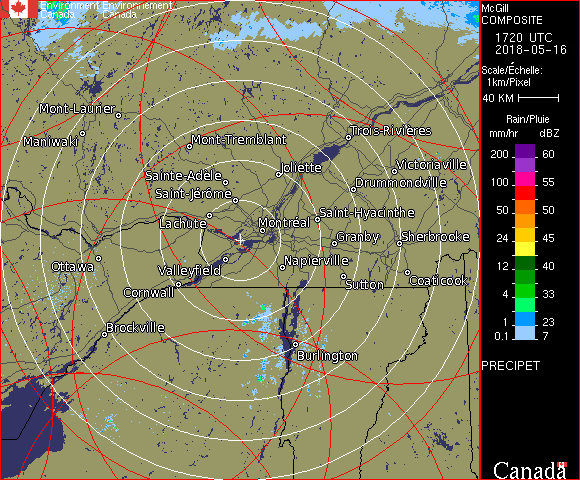 Environment Environnement
Canada Canada
McGill
COMPOSITE
1720 UTC
2018-05-16
Scale/Échelle:
1km/Pixel
40 KM
Rain/Pluie
mm/hr dBZ
200 60
155
100 55
50 50
24 45
12 40
4 33
1 23
0.1 7
PRECIPET
Canada
Mont-Laurier
Maniwaki
Mont-Tremblant
Trois-Rivières
Sainte-Adèle
Joliette
Victoriaville
Saint-Jérôme
Drummondville
Lachute
Montréal
Saint-Hyacinthe
Granby
Sherbrooke
Ottawa
Valleyfield
Napierville
Cornwall
Sutton
Coaticook
Brockville
Burlington